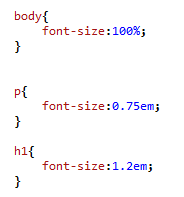 body{
    font-size:100%;
}
p{
    font-size:0.75em;
}
h1{
    font-size:1.2em;
}